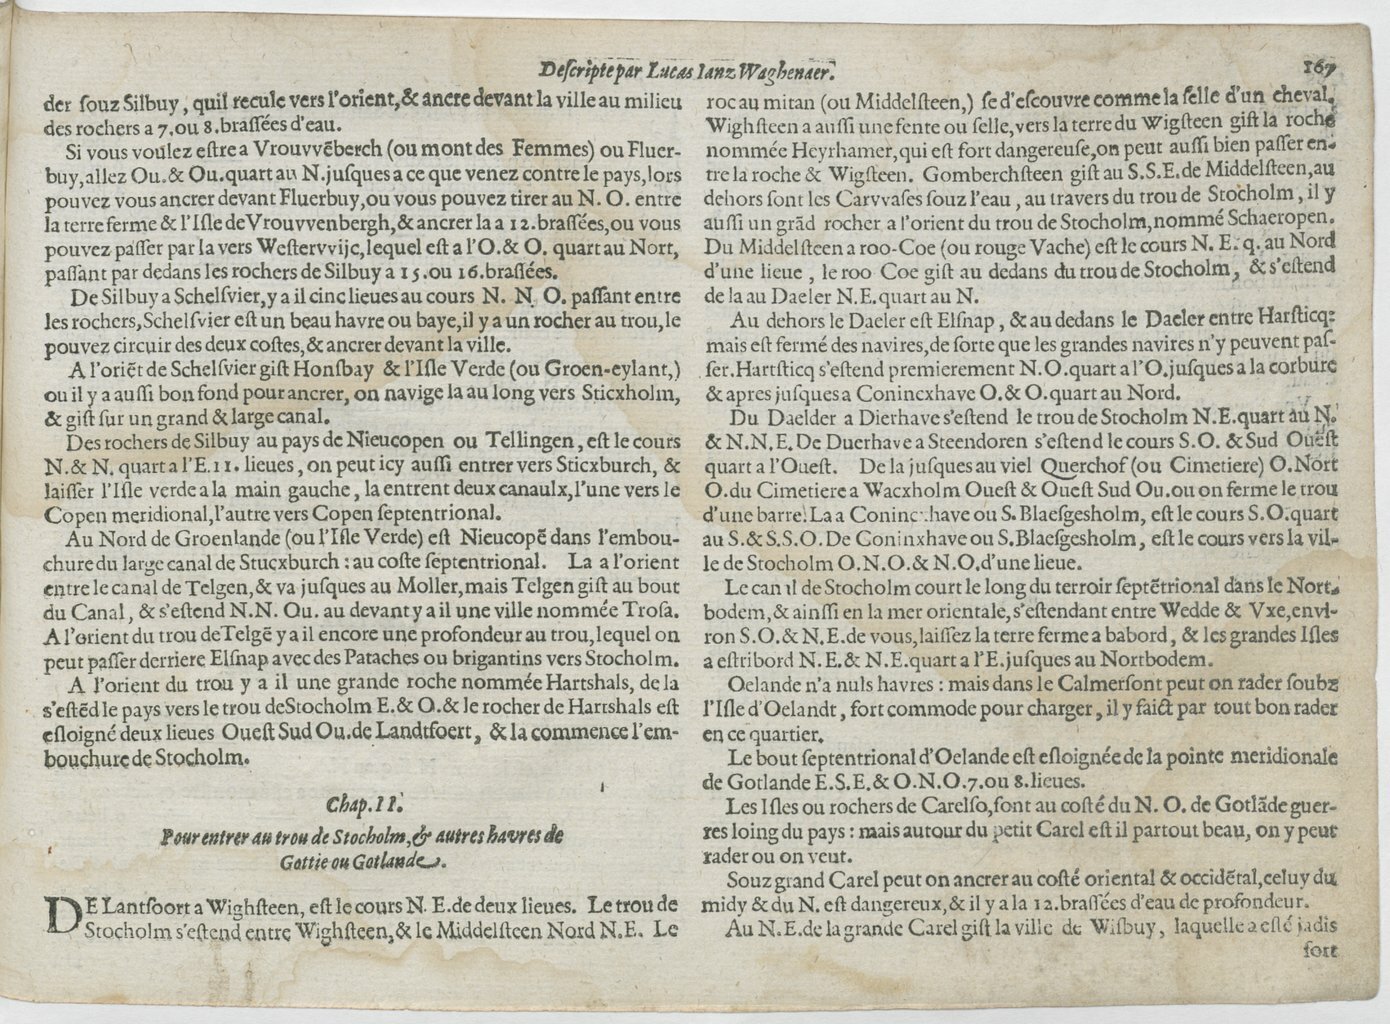 Descripte par Lucas Ianz Waghenaer.
167
der souz Silbuy, quil recule vers l'orient, & ancre devant la ville au milieu
des rochers a 7. ou 8. brassées d'eau.
Si vous voulez estre a Vrouvvēberch (ou mont des Femmes) ou Fluer-
buy, allez Ou. & Ou. quart au N. jusques a ce que venez contre le pays, lors
pouvez vous ancrer devant Fluerbuy, ou vous pouvez tirer au N. O. entre
la terre ferme & l'Isle de Vrouvvenbergh, & ancrer la a 12. brassées, ou vous
pouvez passer par la vers Westervvijc, lequel est a l'O. & O. quart au Nort,
passant par dedans les rochers de Silbuy a 15. ou 16. brassées.
De Silbuy a Schelsvier, y a il cinc lieues au cours N. N. O. passant entre
les rochers, Schelsvier est un beau havre ou baye, il y a un rocher au trou, le
pouvez circuir des deux costes, & ancrer devant la ville.
A l'oriēt de Schelsvier gist Honsbay & l'Isle Verde (ou Groen-eylant,)
ou il y a aussi bon fond pour ancrer, on navige la au long vers Sticxholm,
& gist sur un grand & large canal.
Des rochers de Silbuy au pays de Nieucopen ou Tellingen, est le cours
N. & N. quart a l'E. 11. lieues, on peut icy aussi entrer vers Sticxburch, &
laisser l'Isle verde a la main gauche, la entrent deux canaulx, l'une vers le
Copen meridional, l'autre vers Copen septentrional.
Au Nord de Groenlande (ou l'Isle Verde) est Nieucopē dans l'embou-
chure du large canal de Stucxburch : au coste septentrional. La a l'orient
entre le canal de Telgen, & va jusques au Moller, mais Telgen gist au bout
du Canal, & s'estend N.N. Ou. au devant y a il une ville nommée Trosa.
A l'orient du trou de Telgē y a il encore une profondeur au trou, lequel on
peut passer derriere Elsnap avec des Pataches ou brigantins vers Stocholm.
A l'orient du trou y a il une grande roche nommée Hartshals, de la
s'estēd le pays vers le trou de Stocholm E. & O. & le rocher de Hartshals est
esloigné deux lieues Ouest Sud Ou. de Landtsoert, & la commence l'em-
bouchure de Stocholm.
Chap. II.
Pour entrer au trou de Stocholm, & autres havres de
Gottie ou Gotlande.
DE Lantsoort a Wighsteen, est le cours N. E. de deux lieues. Le trou de
Stocholm s'estend entre Wighsteen, & le Middelsteen Nord N.E. Le
roc au mitan (ou Middelsteen,) se d'escouvre comme la selle d'un cheval.
Wighsteen a aussi une fente ou selle, vers la terre du Wigsteen gist la roche
nommée Heyrhamer, qui est fort dangereuse, on peut aussi bien passer en-
tre la roche & Wigsteen. Gomberchsteen gist au S.S.E. de Middelsteen, au
dehors sont les Carvvases souz l'eau, au travers du trou de Stocholm, il y
aussi un grād rocher a l'orient du trou de Stocholm, nommé Schaeropen.
Du Middelsteen a roo-Coe (ou rouge Vache) est le cours N. E. q. au Nord
d'une lieue, le roo Coe gist au dedans du trou de Stocholm, & s'estend
de la au Daeler N.E. quart au N.
Au dehors le Daeler est Elsnap, & au dedans le Daeler entre Harsticq:
mais est fermé des navires, de sorte que les grandes navires n'y peuvent pas-
ser. Hartsticq s'estend premierement N.O. quart a l'O. jusques a la corbure
& apres jusques a Conincxhave O. & O. quart au Nord.
Du Daelder a Dierhave s'estend le trou de Stocholm N.E. quart au N.
& N.N.E. De Duerhave a Steendoren s'estend le cours S.O. & Sud Ouest
quart a l'Ouest. De la jusques au viel Querchof (ou Cimetiere) O. Nort
O. du Cimetiere a Wacxholm Ouest & Ouest Sud Ou. ou on ferme le trou
d'une barre. La a have ou S. Blaesgesholm, est le cours S.O. quart
au S. & S.S.O. De Coninxhave ou S. Blaesgesholm, est le cours vers la vil-
le de Stocholm O.N.O. & N.O. d'une lieue.
Le canal de Stocholm court le long du terroir septētrional dans le Nort-
bodem, & ainssi en la mer orientale, s'estendant entre Wedde & Vxe, envi-
ron S.O. & N.E. de vous, laissez la terre ferme a babord, & les grandes Isles
a estribord N. E. & N.E. quart a l'E. jusques au Nortbodem.
Oelande n'a nuls havres : mais dans le Calmersont peut on rader soubz
l'Isle d'Oelandt, fort commode pour charger, il y faict par tout bon rader
en ce quartier.
Le bout septentrional d'Oelande est esloignée de la pointe meridionale
de Gotlande E.S.E. & O.N.O. 7. ou 8. lieues.
Les Isles ou rochers de Carelso, sont au costé du N. O. de Gotlāde guer-
res loing du pays : mais autour du petit Carel est il partout beau, on y peut
rader ou on veut.
Souz grand Carel peut on ancrer au costé oriental & occidētal, celuy du
midy & du N. est dangereux, & il y a la 12. brassées d'eau de profondeur.
Au N.E. de la grande Carel gist la ville de Wisbuy, laquelle a esté jadis
fort